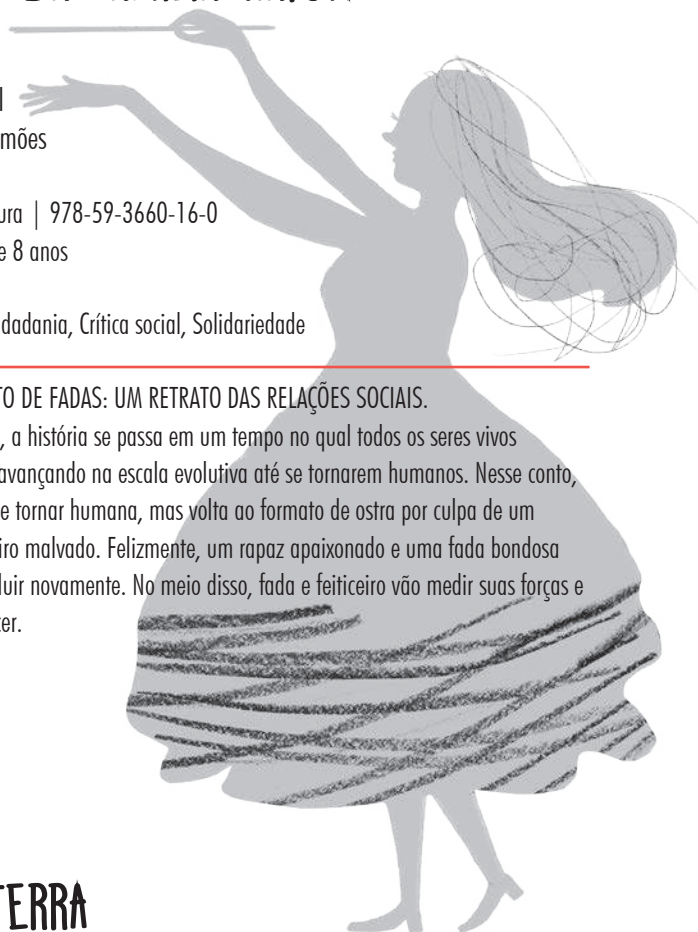 mões
ura | 978-59-3660-16-0
e 8 anos
dadania, Crítica social, Solidariedade
TO DE FADAS: UM RETRATO DAS RELAÇÕES SOCIAIS.
, a história se passa em um tempo no qual todos os seres vivos
avançando na escala evolutiva até se tornarem humanos. Nesse conto,
e tornar humana, mas volta ao formato de ostra por culpa de um
iro malvado. Felizmente, um rapaz apaixonado e uma fada bondosa
luir novamente. No meio disso, fada e feiticeiro vão medir suas forças e
cer.
TERRA